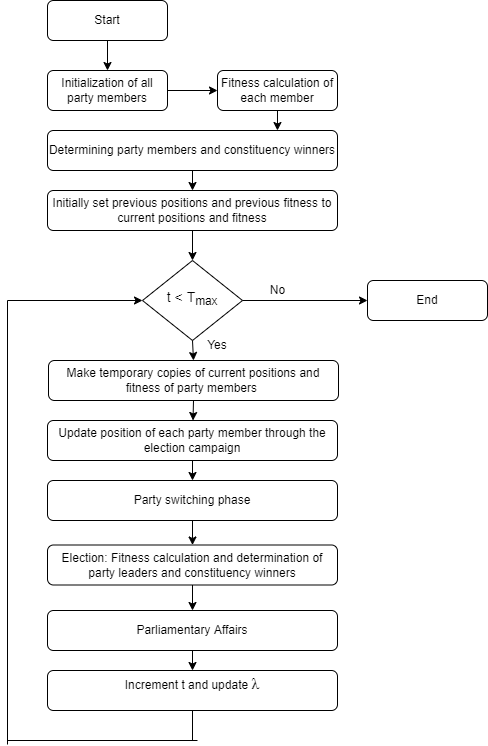 Start
Initialization of all
party members
Fitness calculation of
each member
Determining party members and constituency winners
Initially set previous positions and previous fitness to
current positions and fitness
t < Tmax
No
End
Yes
Make temporary copies of current positions and
fitness of party members
Update position of each party member through the
election campaign
Party switching phase
Election: Fitness calculation and determination of
party leaders and constituency winners
Parliamentary Affairs
Increment t and update λ